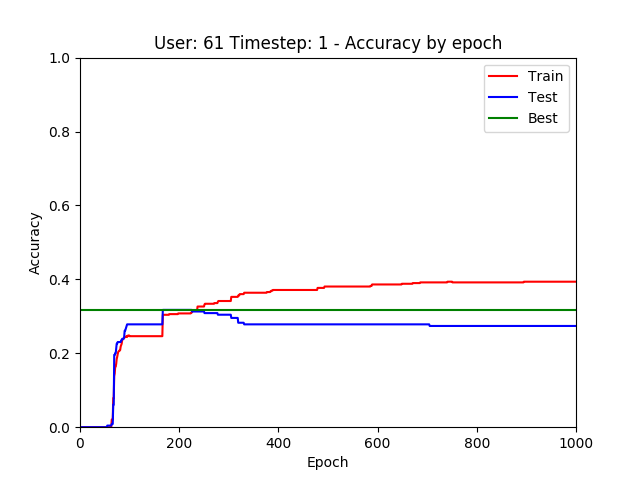 User: 61 Timestep: 1 - Accuracy by epoch
1.0
0.8
0.6
0.4
0.2
0.0
Accuracy
Train
Test
Best
0 200 400 600 800 1000
Epoch